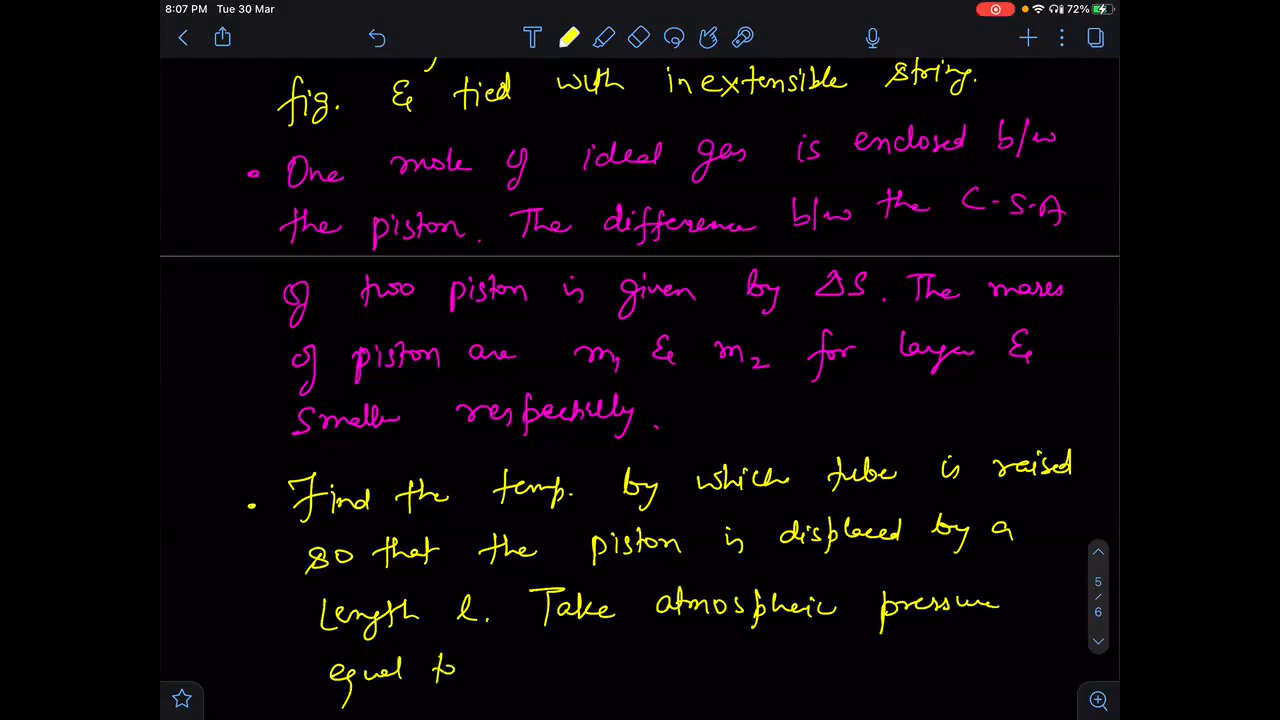 8:07 PM Tue 30 Mar
72%
fig. & tied with inextensible string.
• One mole of ideal gas is enclosed b/w
the piston. The difference b/w the C-S-A
of two piston is given by ΔS. The mases
of piston are m₁ & m₂ for larger &
Smaller respectively.
• Find the temp. by which tube is raised
so that the piston is displaced by a
length l. Take atmospheric pressure
equal to
5
/
6